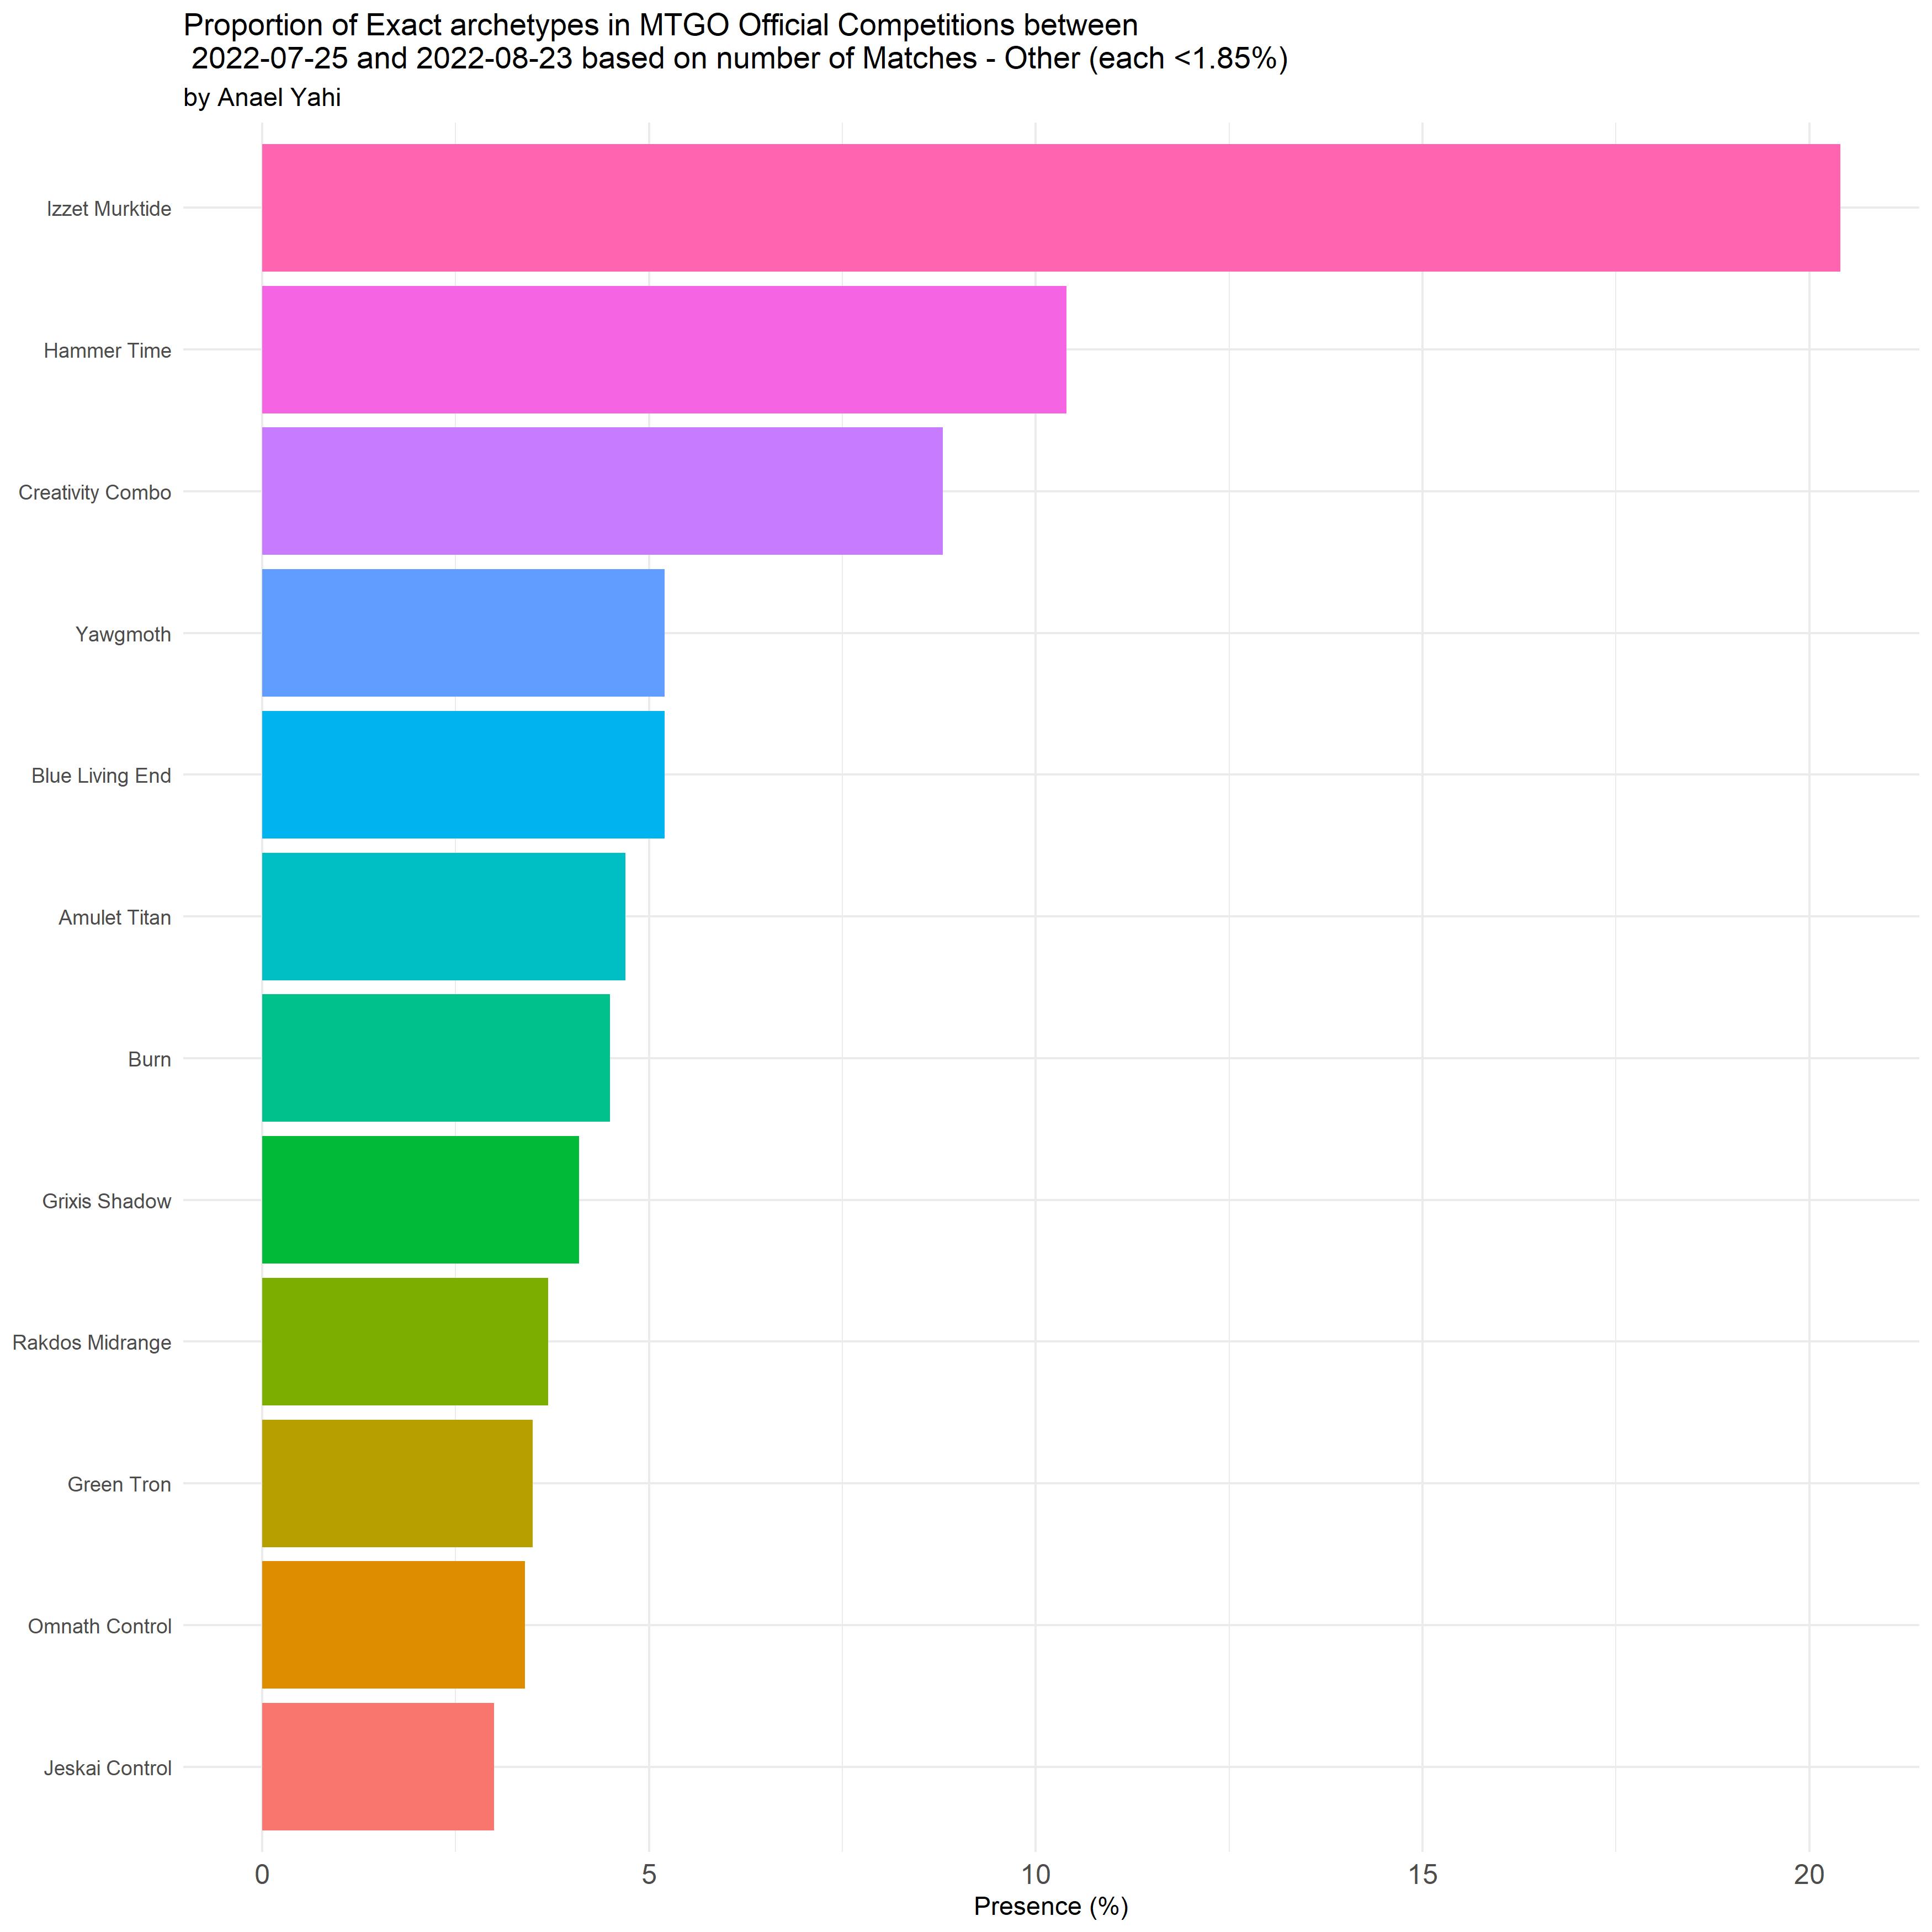 Proportion of Exact archetypes in MTGO Official Competitions between
2022-07-25 and 2022-08-23 based on number of Matches - Other (each <1.85%)
by Anael Yahi
Izzet Murktide
Hammer Time
Creativity Combo
Yawgmoth
Blue Living End
Amulet Titan
Burn
Grixis Shadow
Rakdos Midrange
Green Tron
Omnath Control
Jeskai Control
0 5 10 15 20
Presence (%)